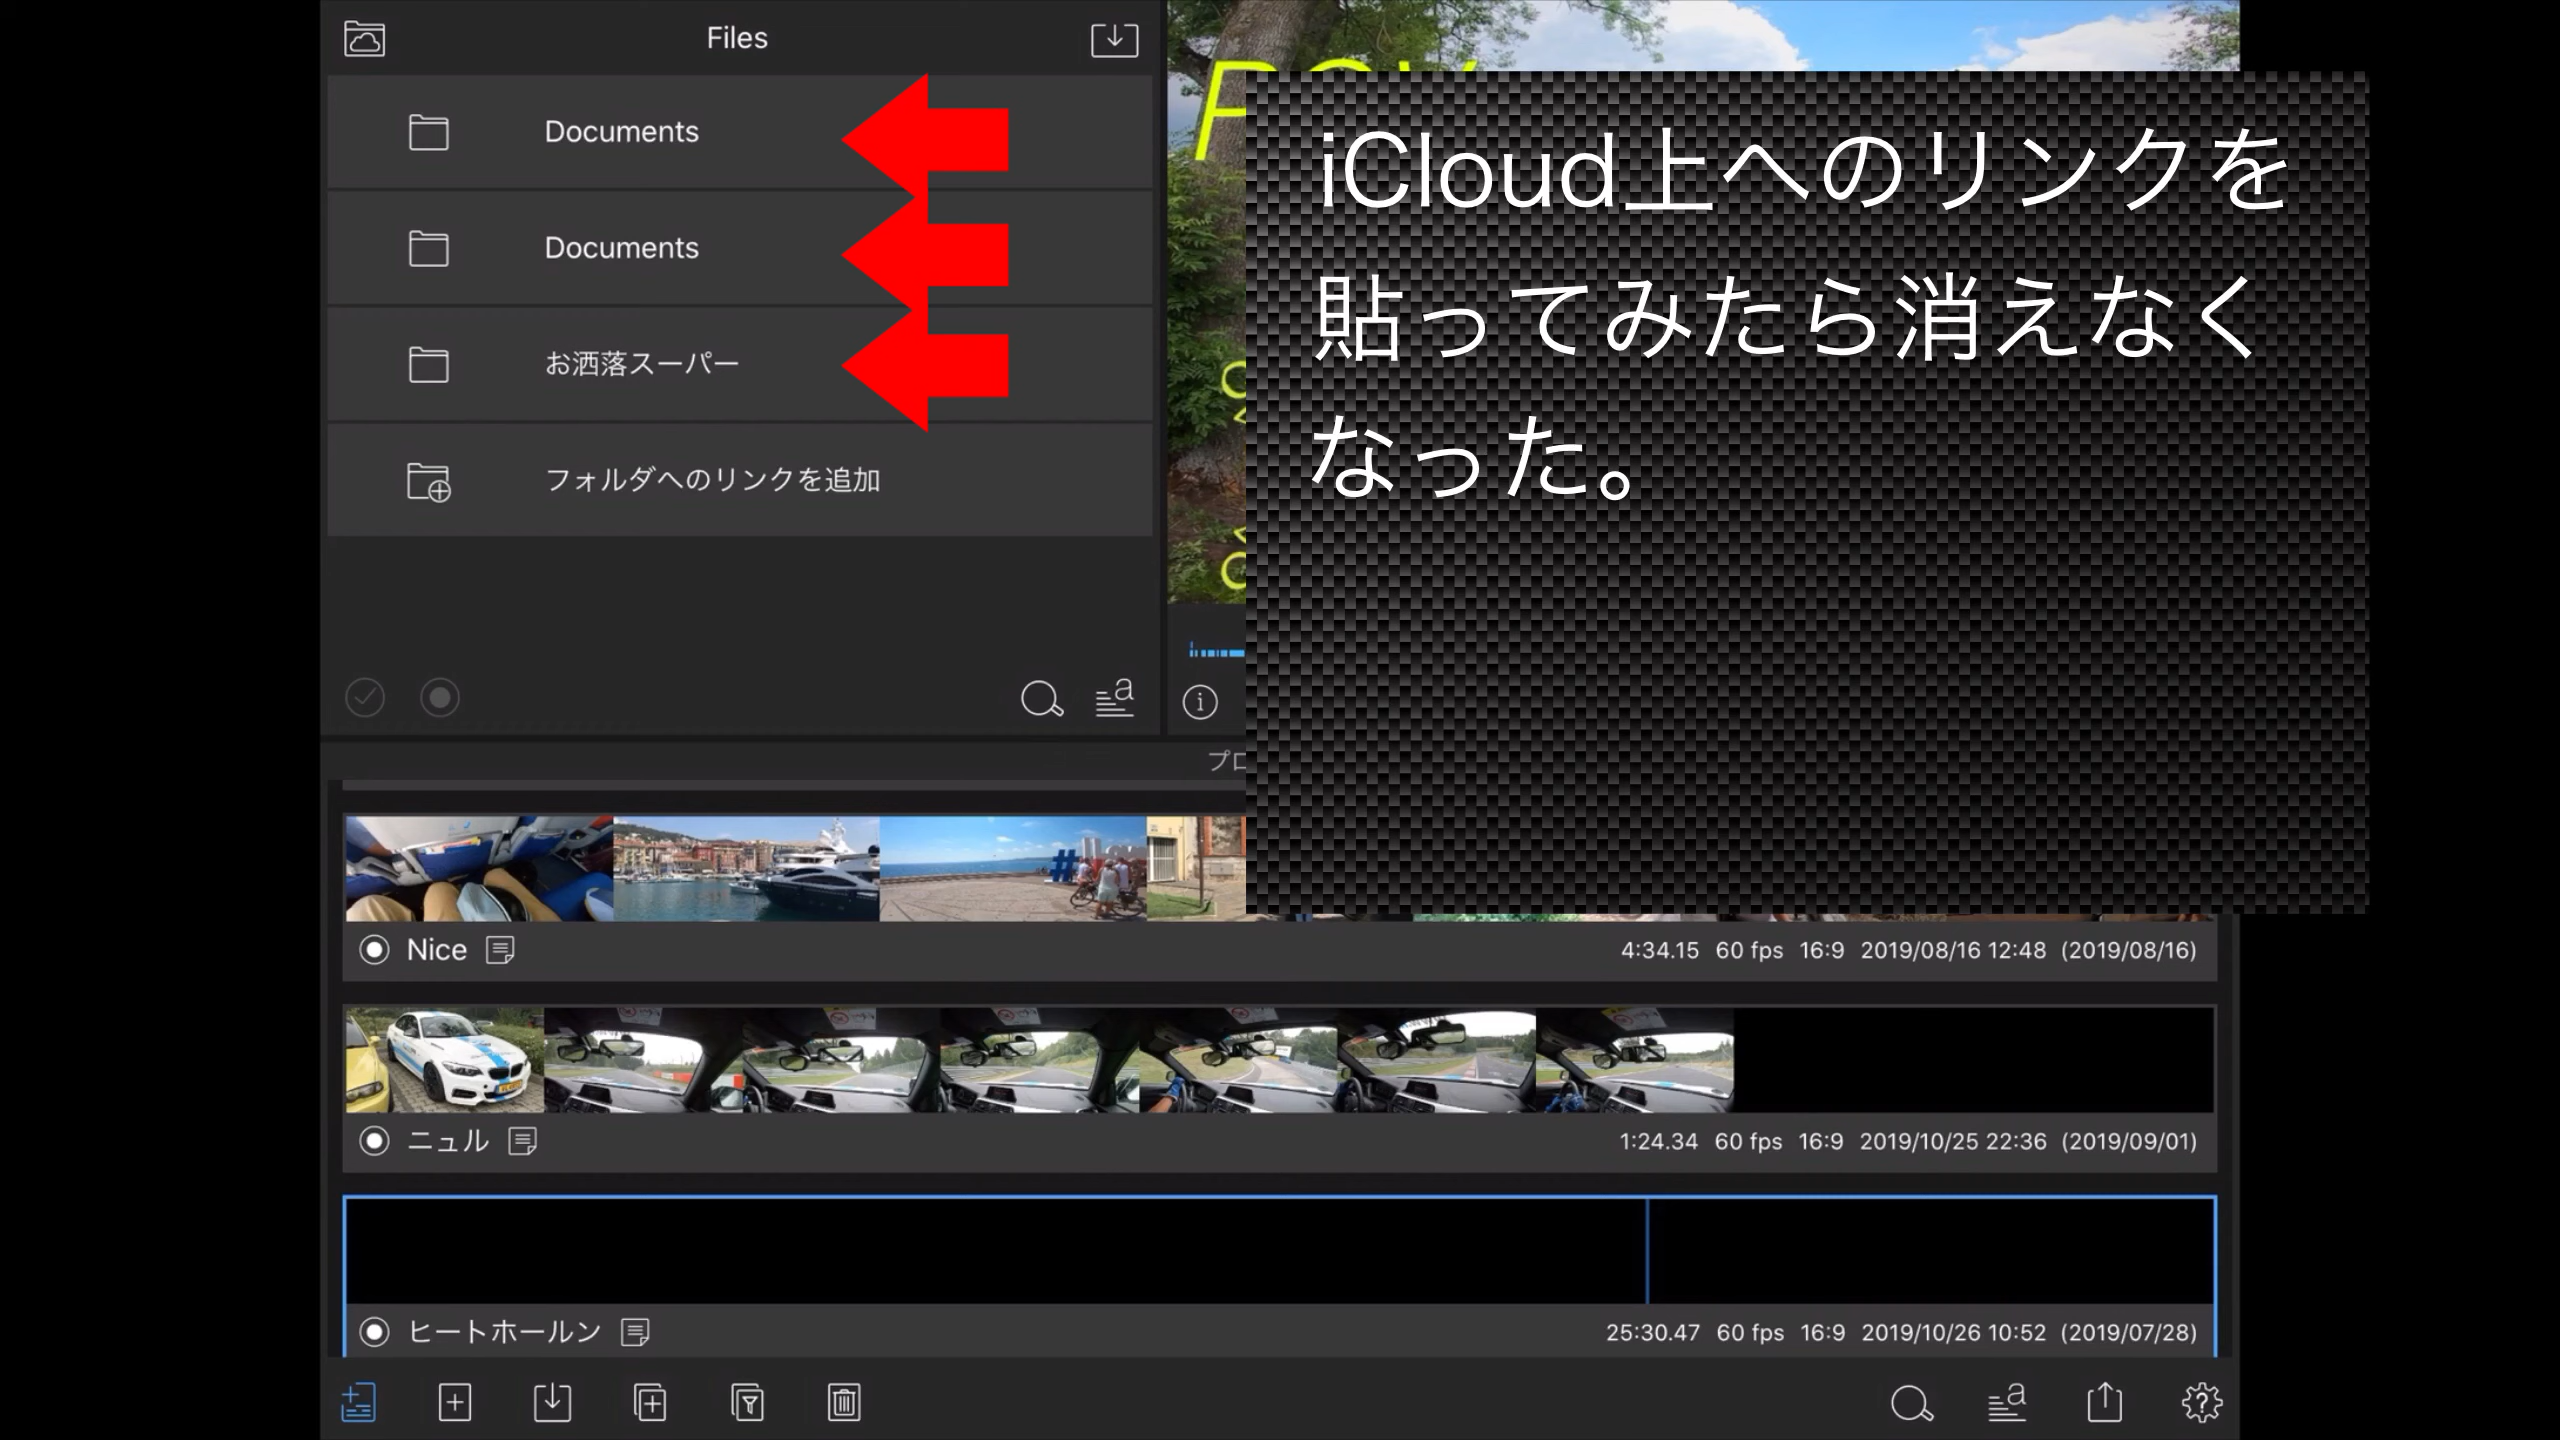 Files
Documents
Documents
お洒落スーパー
フォルダへのリンクを追加
iCloud上へのリンクを
貼ってみたら消えなく
なった。
プロ
Nice
4:34.15 60 fps 16:9 2019/08/16 12:48 (2019/08/16)
ニュル
1:24.34 60 fps 16:9 2019/10/25 22:36 (2019/09/01)
ヒートホールン
25:30.47 60 fps 16:9 2019/10/26 10:52 (2019/07/28)